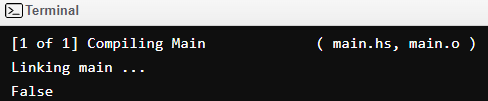 Terminal
[1 of 1] Compiling Main             ( main.hs, main.o )
Linking main ...
False